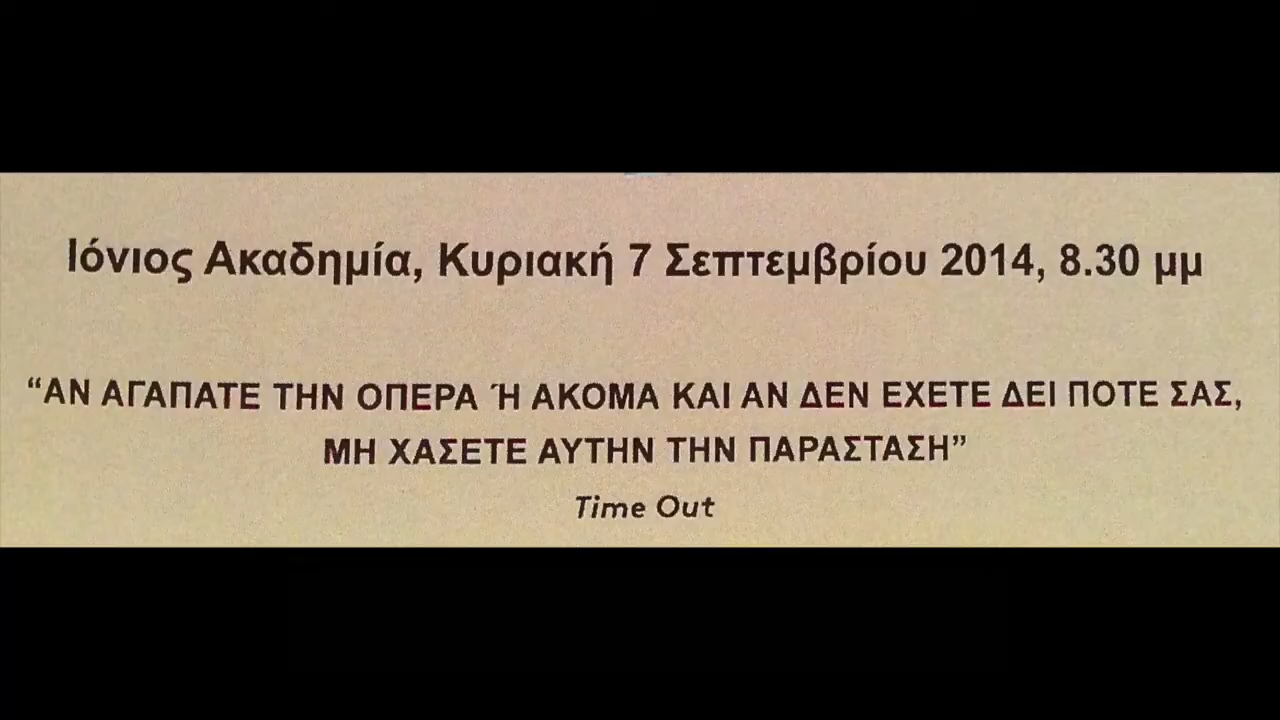 Ιόνιος Ακαδημία, Κυριακή 7 Σεπτεμβρίου 2014, 8.30 μμ
“ΑΝ ΑΓΑΠΑΤΕ ΤΗΝ ΟΠΕΡΑ Ή ΑΚΟΜΑ ΚΑΙ ΑΝ ΔΕΝ ΕΧΕΤΕ ΔΕΙ ΠΟΤΕ ΣΑΣ,
ΜΗ ΧΑΣΕΤΕ ΑΥΤΗΝ ΤΗΝ ΠΑΡΑΣΤΑΣΗ”
Time Out